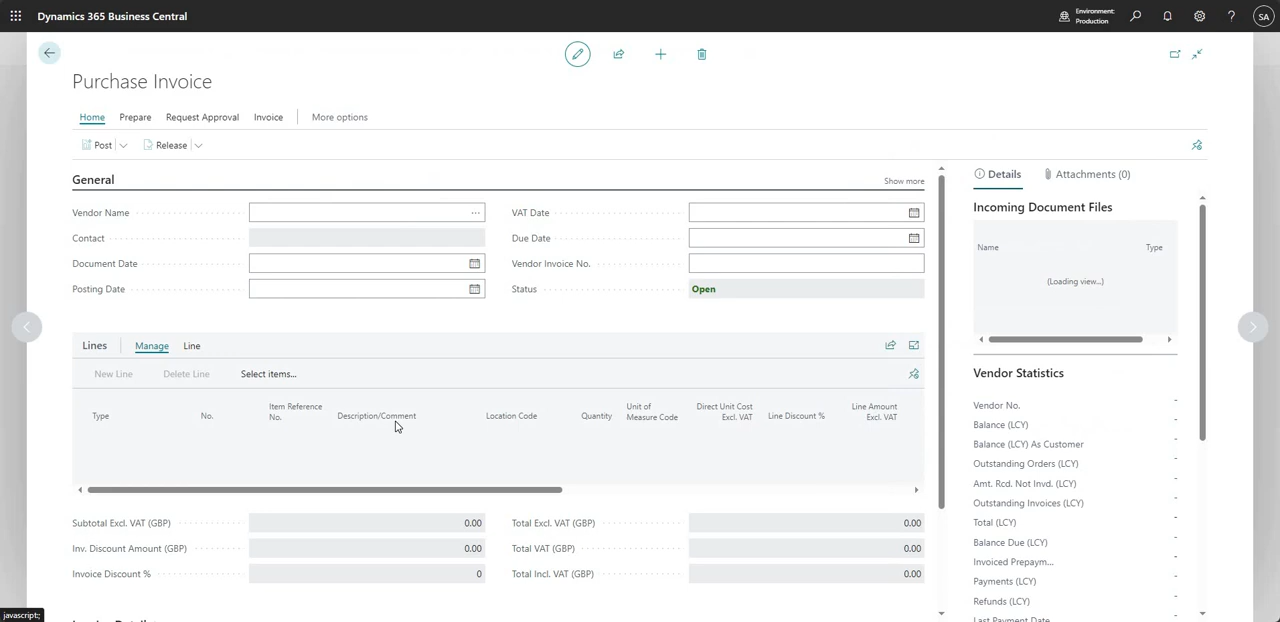 Dynamics 365 Business Central
Environment:
Production
?
SA
Purchase Invoice
Home Prepare Request Approval Invoice More options
Post Release
General Show more
Vendor Name ...
Contact
Document Date
Posting Date
VAT Date
Due Date
Vendor Invoice No.
Status Open
Lines Manage Line
New Line Delete Line Select items...
Type No. Item Reference No. Description/Comment Location Code Quantity Unit of Measure Code Direct Unit Cost Excl. VAT Line Discount % Line Amount Excl. VAT
Subtotal Excl. VAT (GBP) 0.00
Inv. Discount Amount (GBP) 0.00
Invoice Discount % 0
Total Excl. VAT (GBP) 0.00
Total VAT (GBP) 0.00
Total Incl. VAT (GBP) 0.00
Details Attachments (0)
Incoming Document Files
Name Type
(Loading view...)
Vendor Statistics
Vendor No. -
Balance (LCY) -
Balance (LCY) As Customer -
Outstanding Orders (LCY) -
Amt. Rcd. Not Invd. (LCY) -
Outstanding Invoices (LCY) -
Total (LCY) -
Balance Due (LCY) -
Invoiced Prepaym... -
Payments (LCY) -
Refunds (LCY) -
Last Payment Date
javascript:;